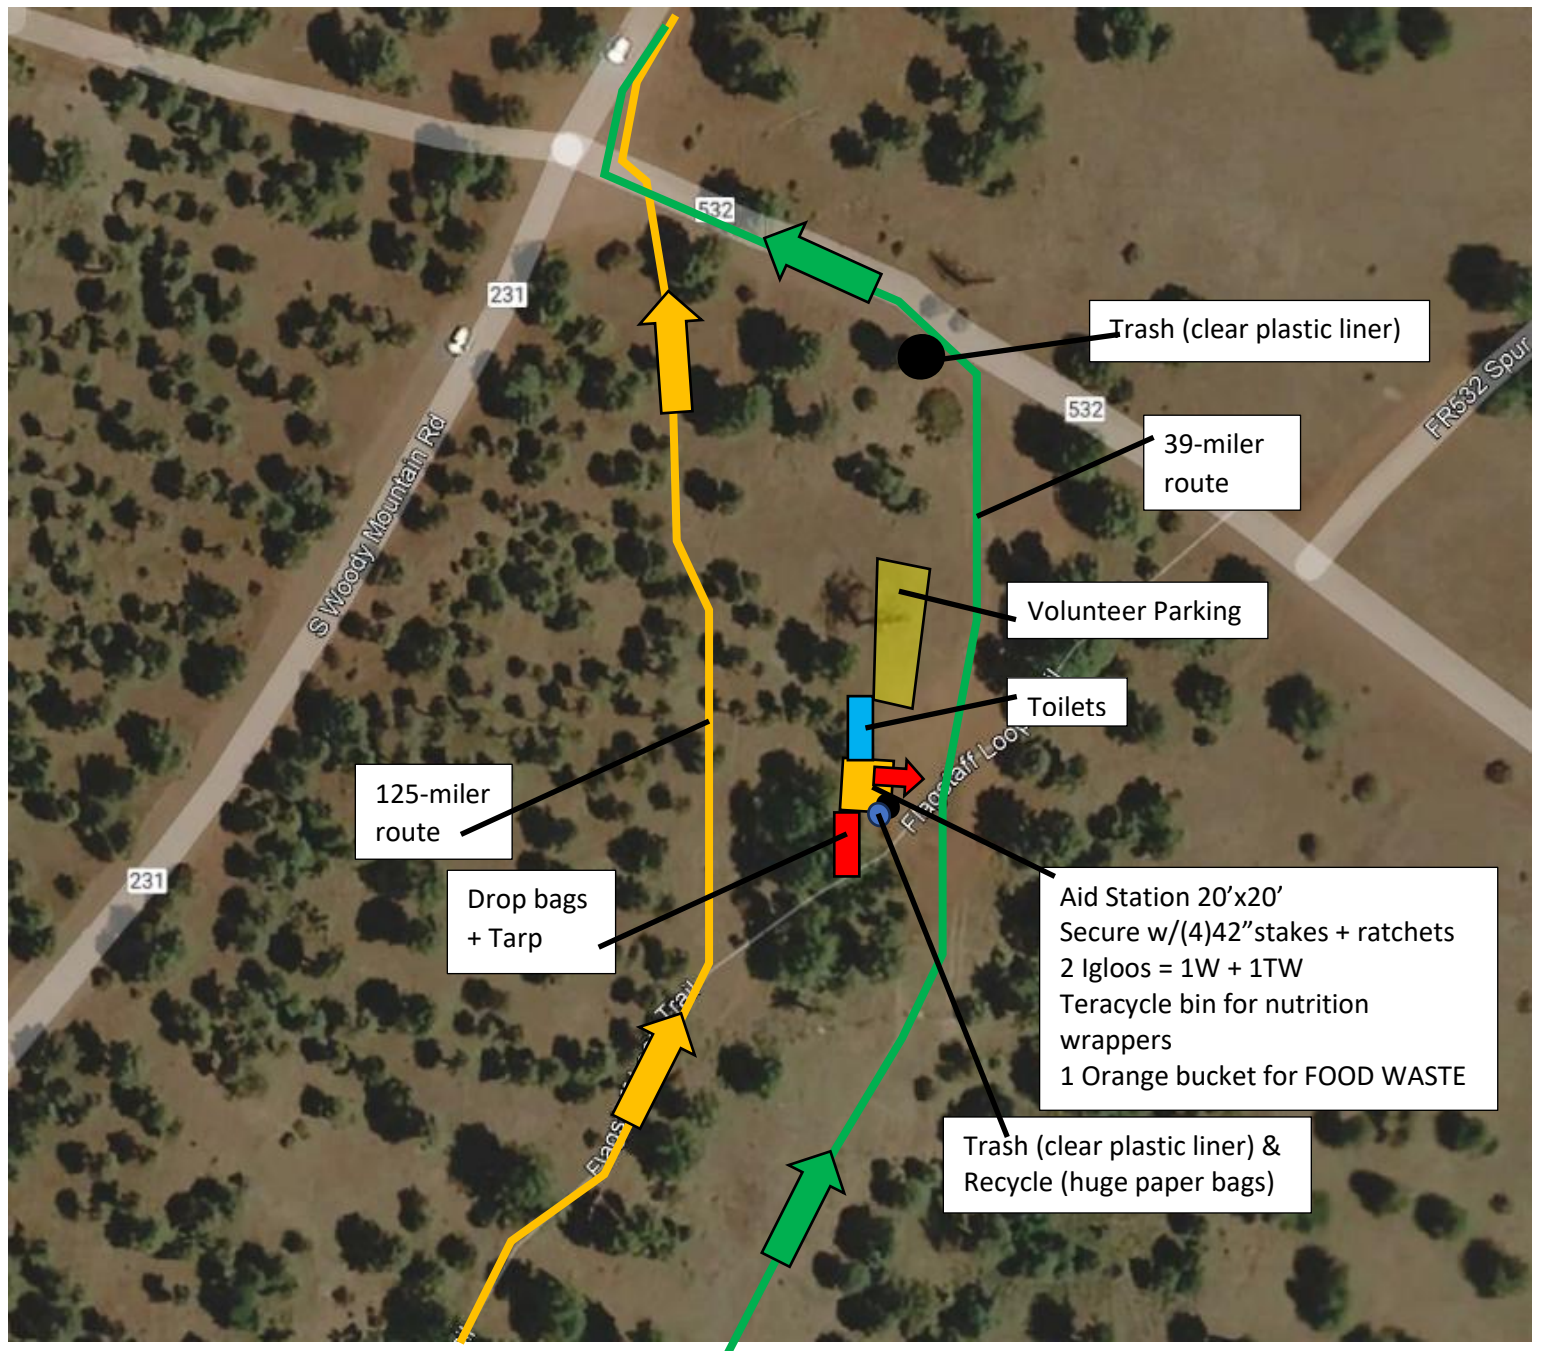 532
231
Trash (clear plastic liner)
FR532 Spur
532
39-miler
route
S Woody Mountain Rd
Volunteer Parking
Toilets
Flagstaff Loop
125-miler
route
231
Drop bags
+ Tarp
Aid Station 20’x20’
Secure w/(4)42”stakes + ratchets
2 Igloos = 1W + 1TW
Teracycle bin for nutrition
wrappers
1 Orange bucket for FOOD WASTE
Trail
Trash (clear plastic liner) &
Recycle (huge paper bags)